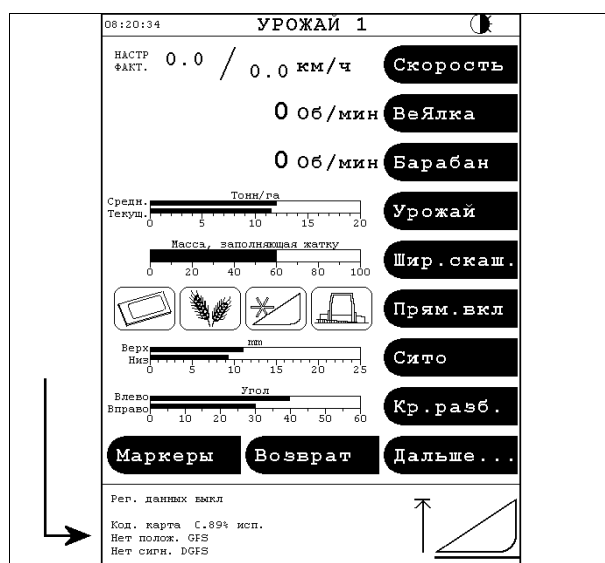 08:20:34 УРОЖАЙ 1
НАСТР ФАКТ. 0.0 / 0.0 км/ч Скорость
0 Об/мин ВеЯлка
0 Об/мин Барабан
Тонн/га
Средн.
Текущ.
0 5 10 15 20
Урожай
Масса, заполняющая жатку
0 20 40 60 80 100
Шир.скаш.
Прям.вкл
mm
Верх
Низ
0 5 10 15 20 25
Сито
Угол
Влево
Вправо
0 10 20 30 40 50 60
Кр.разб.
Маркеры Возврат Дальше...
Рег. данных выкл
Код. карта C.89% исп.
Нет полож. GPS
Нет сигн. DGPS